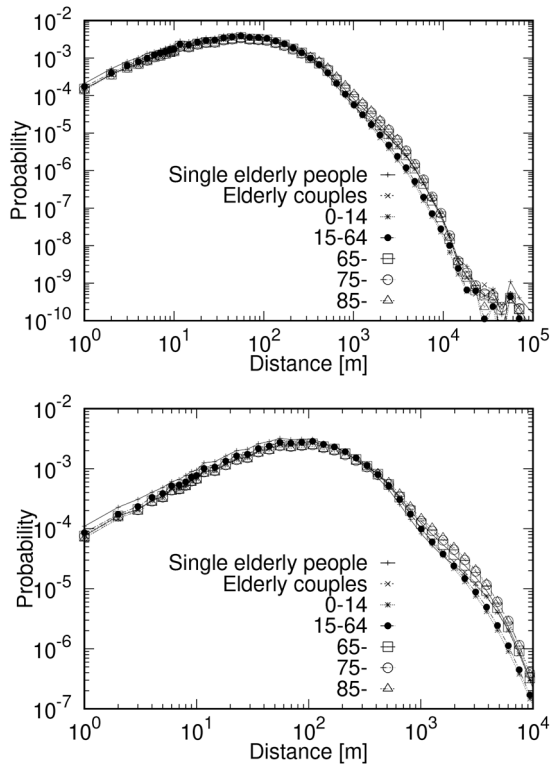 10^-2
10^-3
10^-4
10^-5
10^-6
10^-7
10^-8
10^-9
10^-10
Probability
Single elderly people
Elderly couples
0-14
15-64
65-
75-
85-
10^0 10^1 10^2 10^3 10^4 10^5
Distance [m]
10^-2
10^-3
10^-4
10^-5
10^-6
10^-7
Probability
Single elderly people
Elderly couples
0-14
15-64
65-
75-
85-
10^0 10^1 10^2 10^3 10^4
Distance [m]